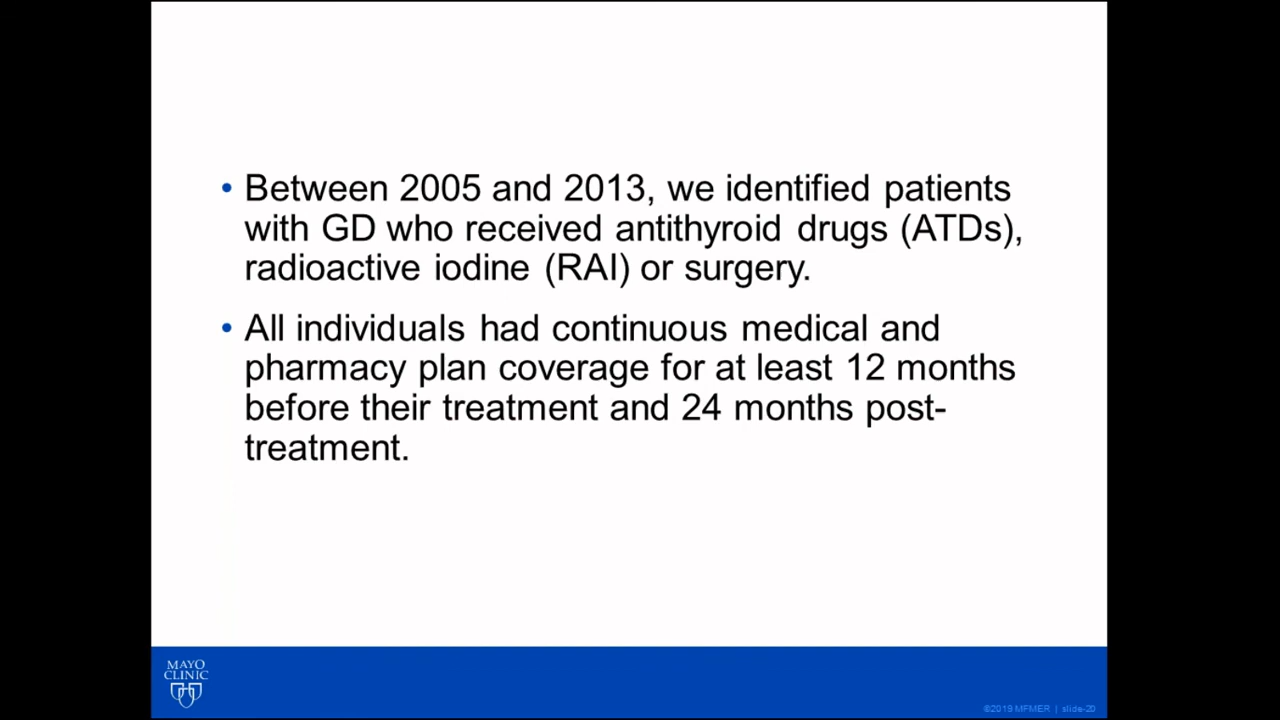 • Between 2005 and 2013, we identified patients
with GD who received antithyroid drugs (ATDs),
radioactive iodine (RAI) or surgery.
• All individuals had continuous medical and
pharmacy plan coverage for at least 12 months
before their treatment and 24 months post-
treatment.
MAYO
CLINIC
©2019 MFMER | slide-20